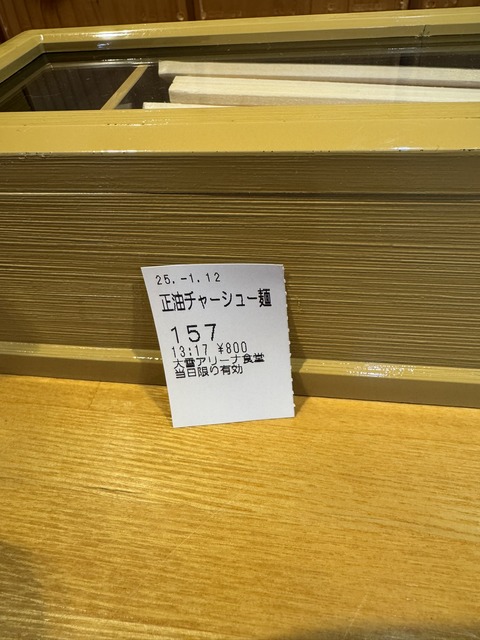 25.-1.12
正油チャーシュー麺
157
13:17 ¥800
大雪アリーナ食堂
当日限り有効